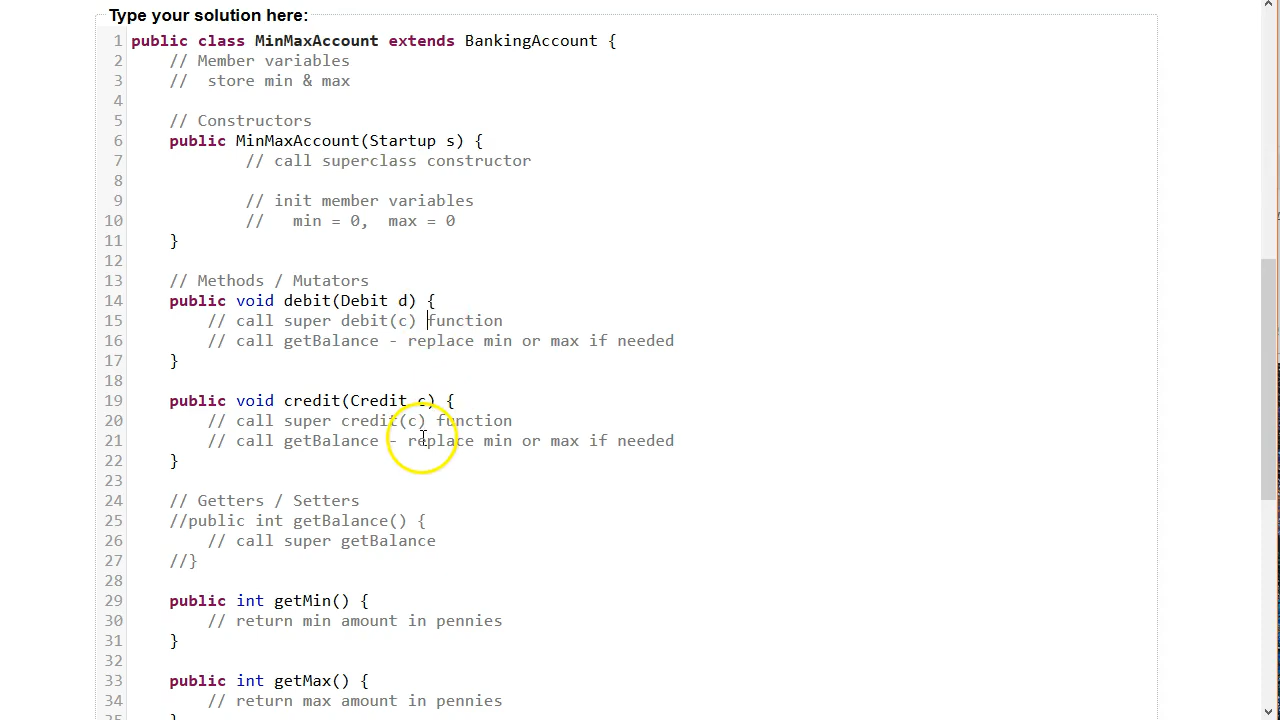 Type your solution here:
1 public class MinMaxAccount extends BankingAccount {
2 // Member variables
3 // store min & max
4
5 // Constructors
6 public MinMaxAccount(Startup s) {
7 // call superclass constructor
8
9 // init member variables
10 // min = 0, max = 0
11 }
12
13 // Methods / Mutators
14 public void debit(Debit d) {
15 // call super debit(c) function
16 // call getBalance - replace min or max if needed
17 }
18
19 public void credit(Credit c) {
20 // call super credit(c) function
21 // call getBalance - replace min or max if needed
22 }
23
24 // Getters / Setters
25 //public int getBalance() {
26 // call super getBalance
27 //}
28
29 public int getMin() {
30 // return min amount in pennies
31 }
32
33 public int getMax() {
34 // return max amount in pennies
35 }